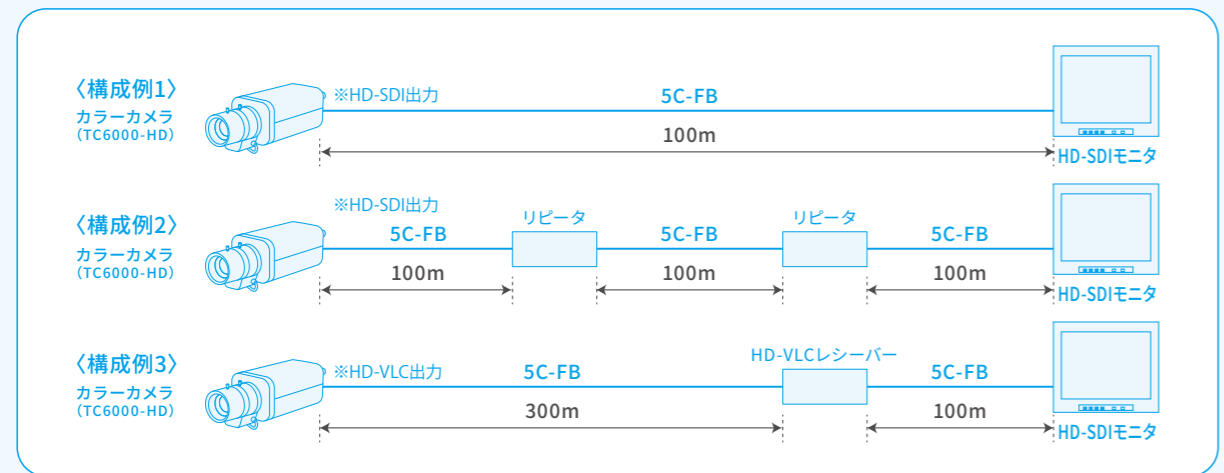 〈構成例1〉
カラーカメラ
(TC6000-HD)
※HD-SDI出力
5C-FB
100m
HD-SDIモニタ
〈構成例2〉
カラーカメラ
(TC6000-HD)
※HD-SDI出力
5C-FB
100m
リピータ
5C-FB
100m
リピータ
5C-FB
100m
HD-SDIモニタ
〈構成例3〉
カラーカメラ
(TC6000-HD)
※HD-VLC出力
5C-FB
300m
HD-VLCレシーバー
5C-FB
100m
HD-SDIモニタ